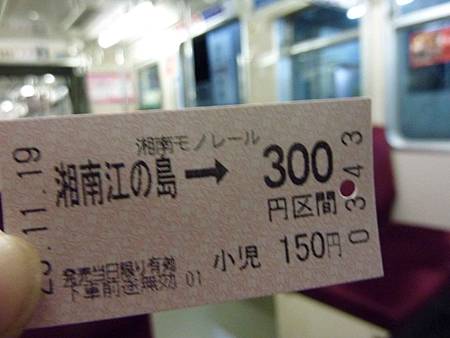 湘南モノレール
湘南江の島→300
円区間
小児 150円
発売当日限り有効
下車前途無効 01
11.19
0343